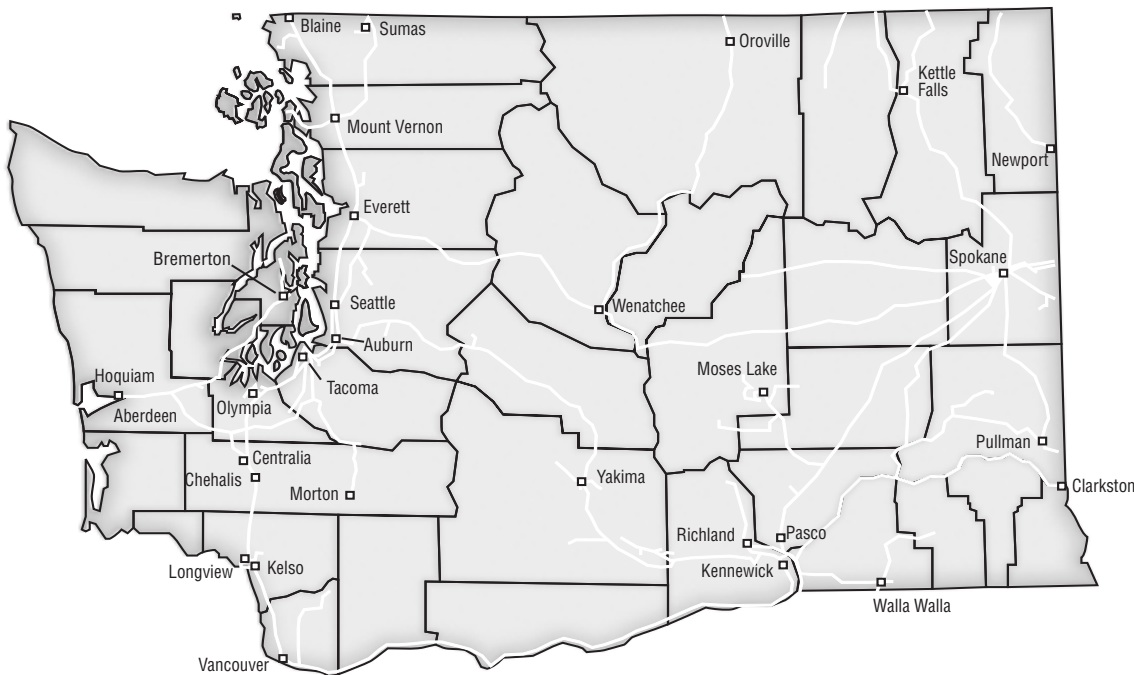 Blaine
Sumas
Oroville
Kettle
Falls
Mount Vernon
Newport
Everett
Bremerton
Spokane
Seattle
Wenatchee
Auburn
Moses Lake
Hoquiam
Tacoma
Aberdeen
Olympia
Pullman
Centralia
Chehalis
Yakima
Clarkston
Morton
Richland
Pasco
Longview
Kelso
Kennewick
Walla Walla
Vancouver